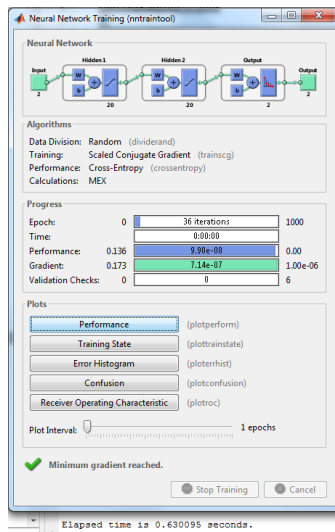 Neural Network Training (nntraintool)
Neural Network
Hidden 1 Hidden 2 Output
Input Output
W W W
b b b
2 2
20 20 2
Algorithms
Data Division: Random (dividerand)
Training: Scaled Conjugate Gradient (trainscg)
Performance: Cross-Entropy (crossentropy)
Calculations: MEX
Progress
Epoch: 0 36 iterations 1000
Time: 0:00:00
Performance: 0.136 9.90e-08 0.00
Gradient: 0.173 7.14e-07 1.00e-06
Validation Checks: 0 0 6
Plots
Performance (plotperform)
Training State (plottrainstate)
Error Histogram (ploterrhist)
Confusion (plotconfusion)
Receiver Operating Characteristic (plotroc)
Plot Interval: 1 epochs
Minimum gradient reached.
Stop Training Cancel
Elapsed time is 0.630095 seconds.